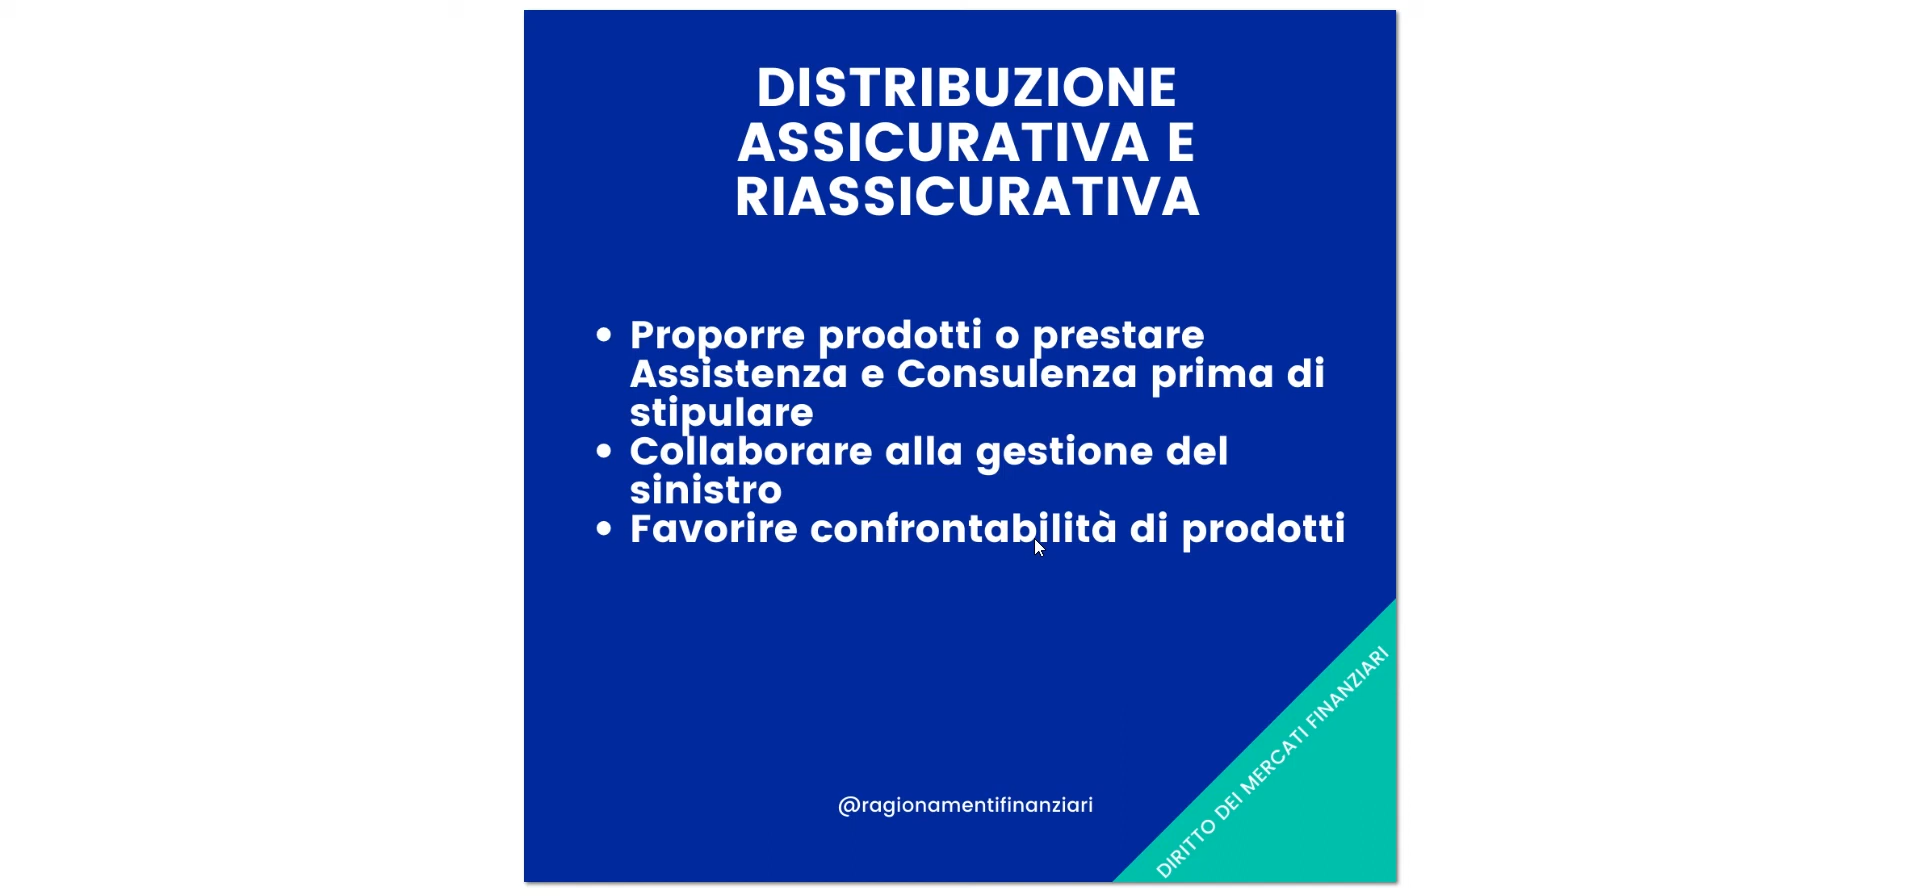 DISTRIBUZIONE
ASSICURATIVA E
RIASSICURATIVA
• Proporre prodotti o prestare
Assistenza e Consulenza prima di
stipulare
• Collaborare alla gestione del
sinistro
• Favorire confrontabilità di prodotti
@ragionamentifinanziari
DIRITTO DEI MERCATI FINANZIARI